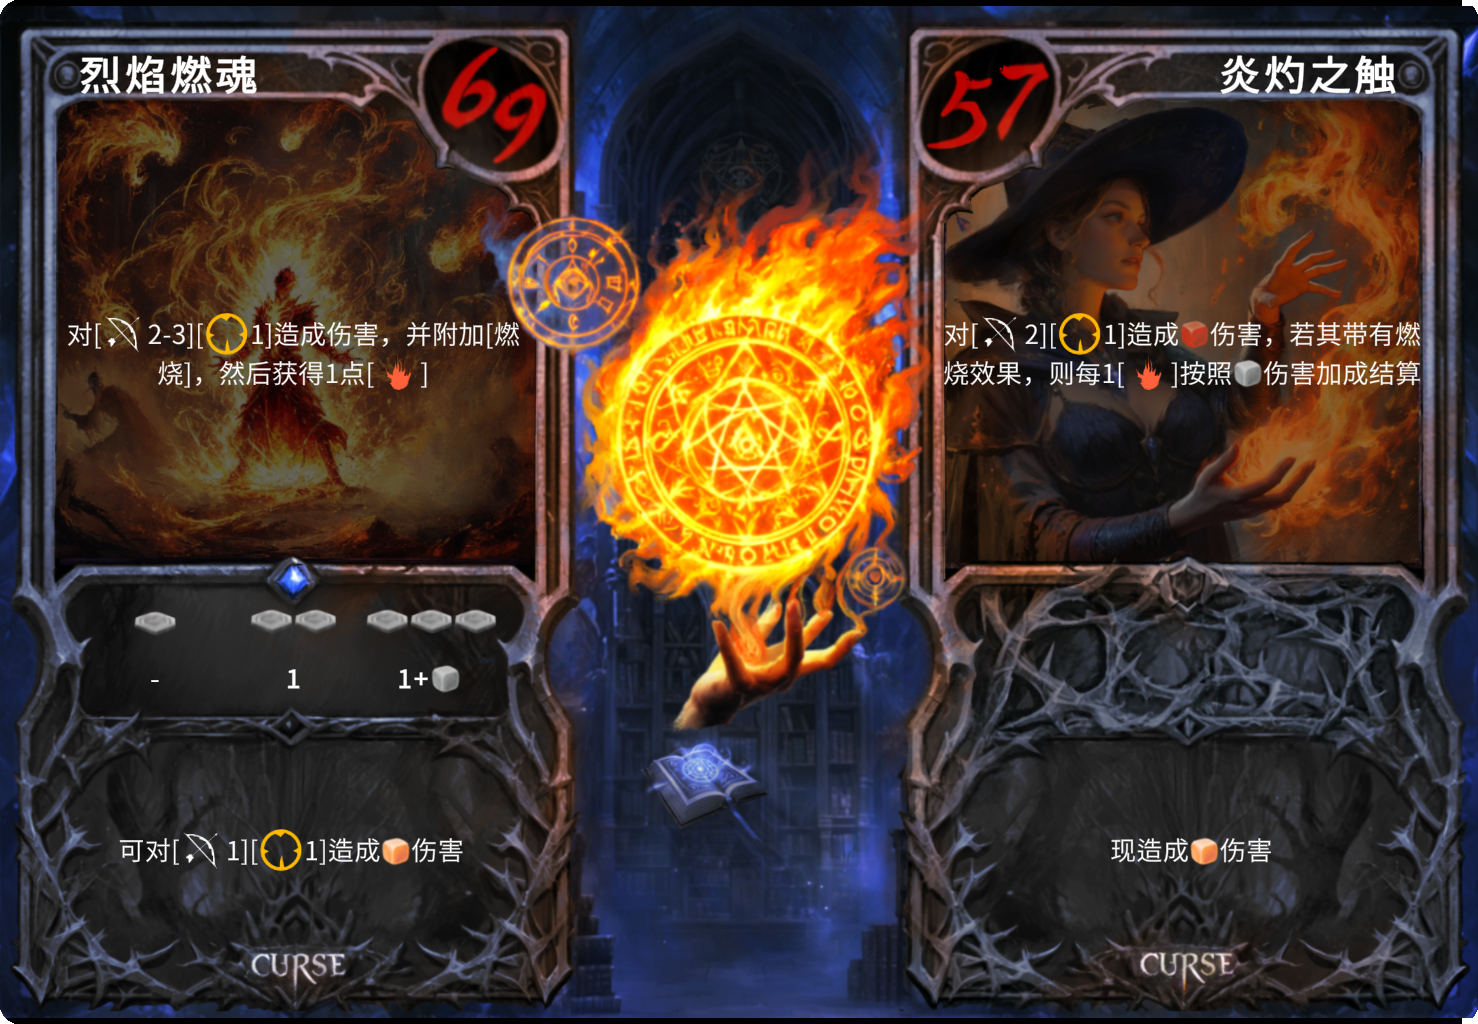 烈焰燃魂
69
对[2-3][1]造成伤害，并附加[燃
烧]，然后获得1点[ ]
- 1 1+
可对[1][1]造成伤害
CURSE
57
炎灼之触
对[2][1]造成伤害，若其带有燃
烧效果，则每1[ ]按照伤害加成结算
现造成伤害
CURSE